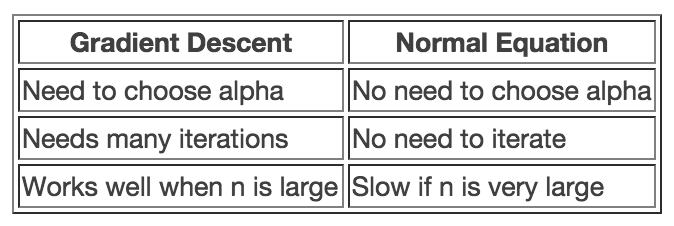 Gradient Descent Normal Equation
Need to choose alpha No need to choose alpha
Needs many iterations No need to iterate
Works well when n is large Slow if n is very large